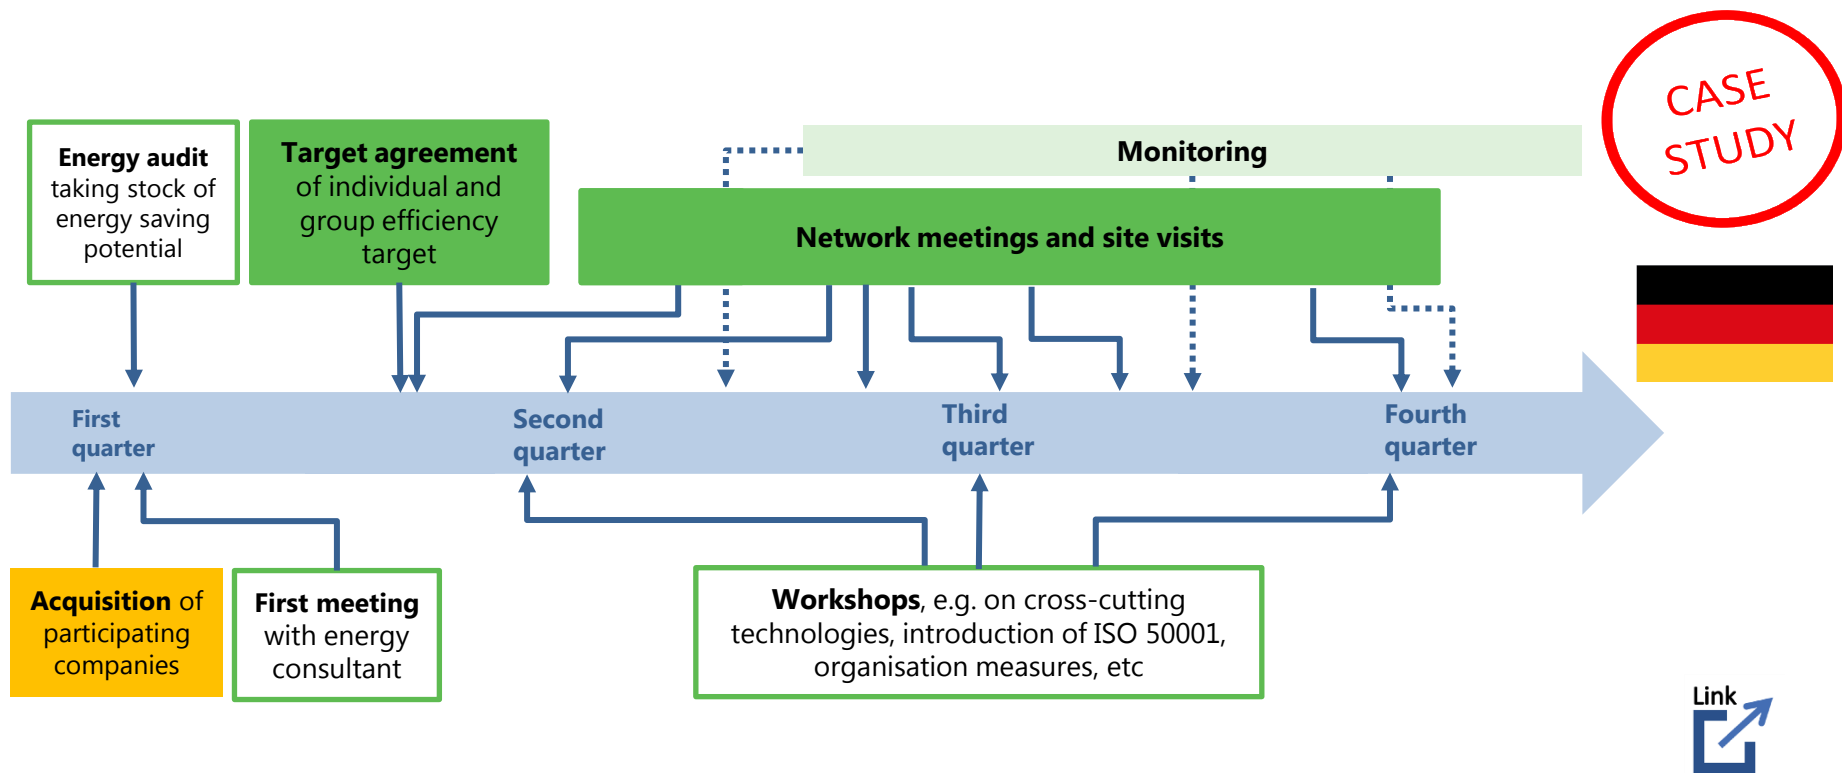 CASE
STUDY
Energy audit
taking stock of
energy saving
potential
Target agreement
of individual and
group efficiency
target
Monitoring
Network meetings and site visits
First
quarter
Second
quarter
Third
quarter
Fourth
quarter
Acquisition of
participating
companies
First meeting
with energy
consultant
Workshops, e.g. on cross-cutting
technologies, introduction of ISO 50001,
organisation measures, etc
Link